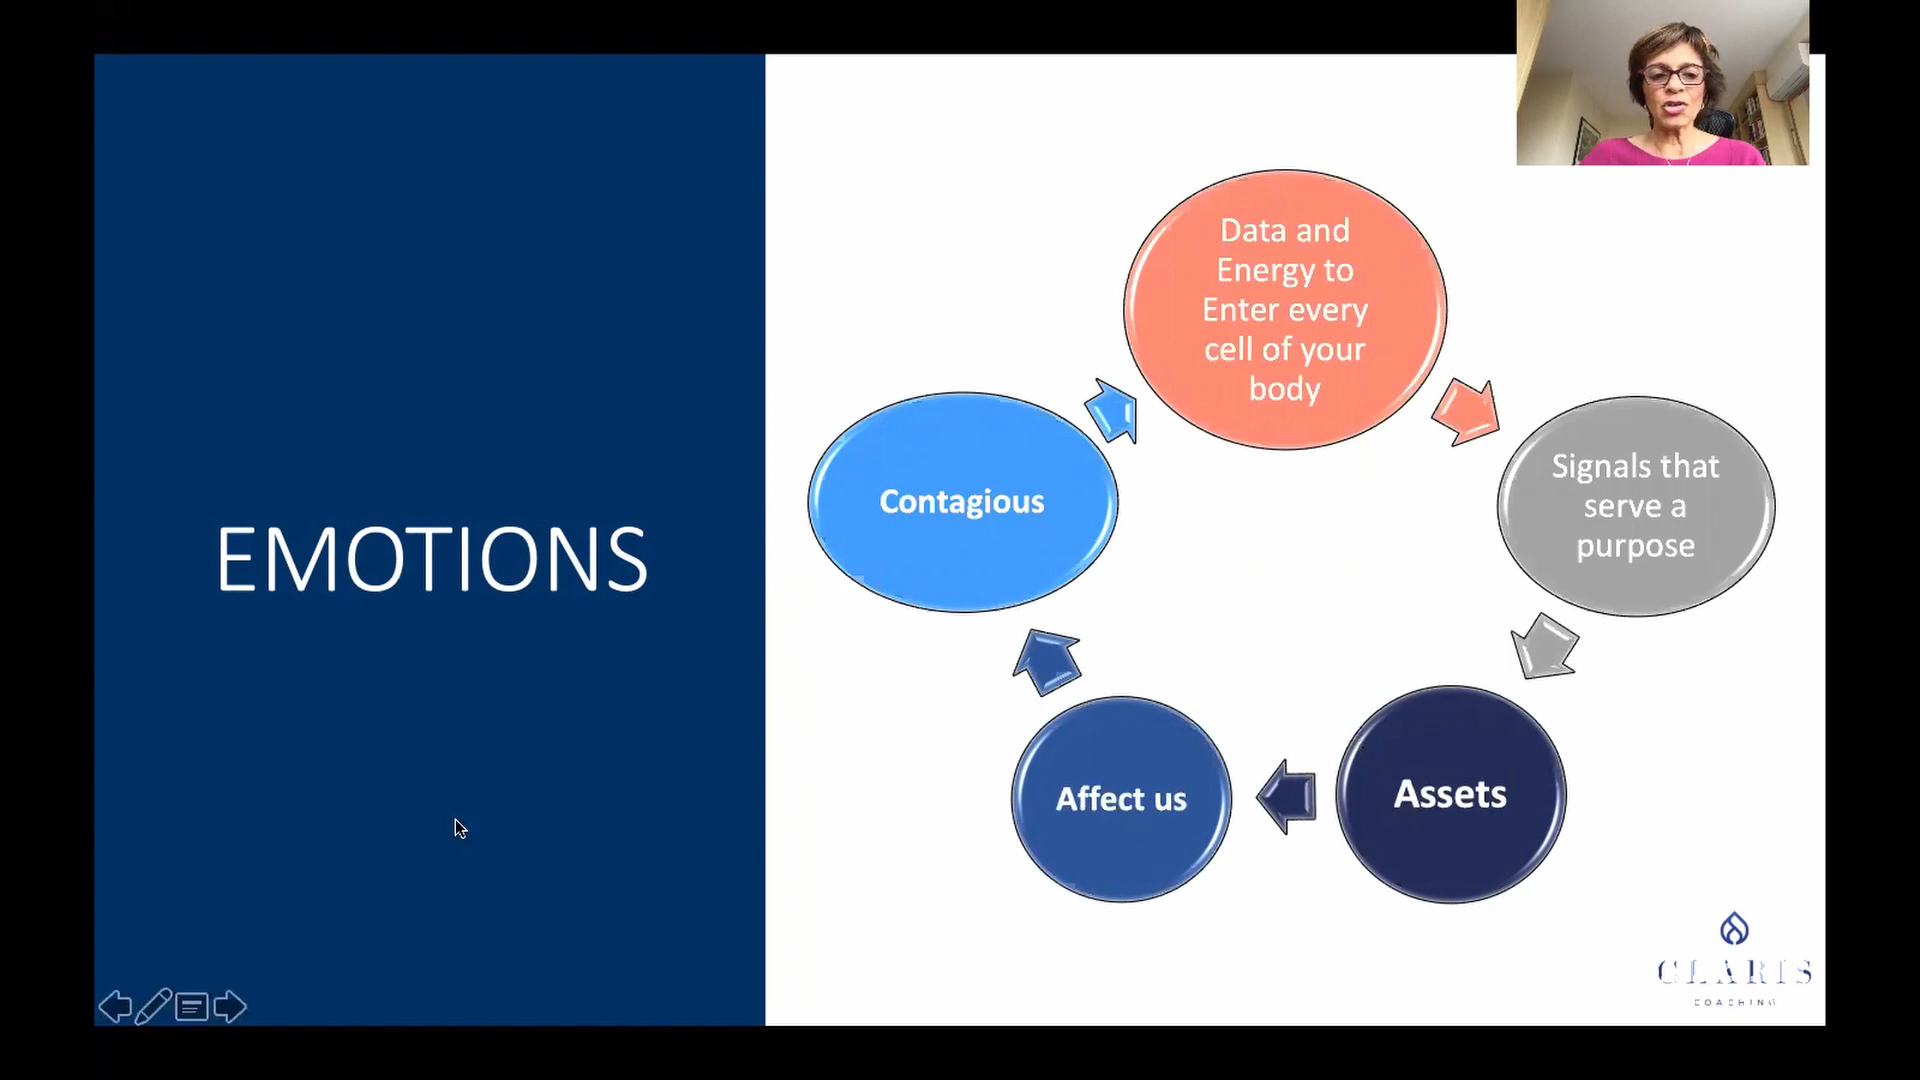 EMOTIONS
Data and
Energy to
Enter every
cell of your
body
Signals that
serve a
purpose
Assets
Affect us
Contagious
CLARIS
COACHING